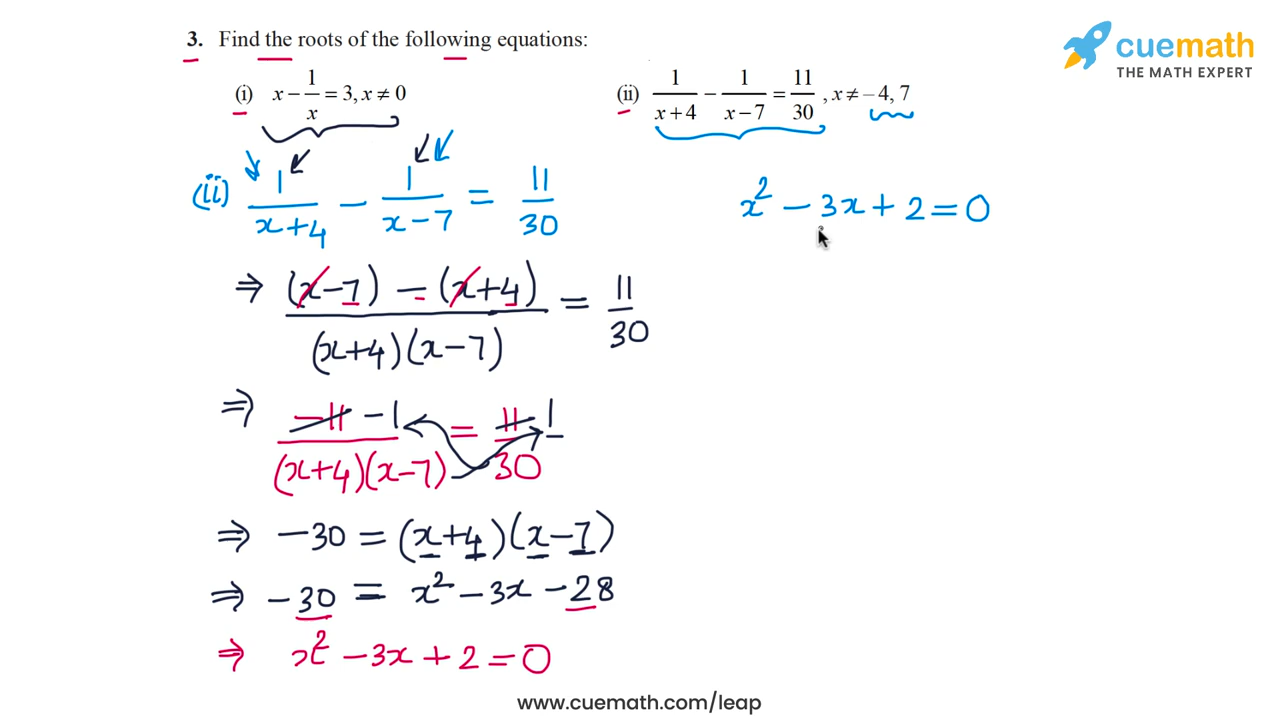 3. Find the roots of the following equations:
cuemath
THE MATH EXPERT
(i) x − 1/x = 3, x ≠ 0
(ii) 1/(x+4) − 1/(x−7) = 11/30, x ≠ −4, 7
(ii) 1/(x+4) − 1/(x−7) = 11/30
x² − 3x + 2 = 0
⇒ ((x−7) − (x+4))/((x+4)(x−7)) = 11/30
⇒ −11 −1/((x+4)(x−7)) = 11 1/30
⇒ −30 = (x+4)(x−7)
⇒ −30 = x² − 3x − 28
⇒ x² − 3x + 2 = 0
www.cuemath.com/leap